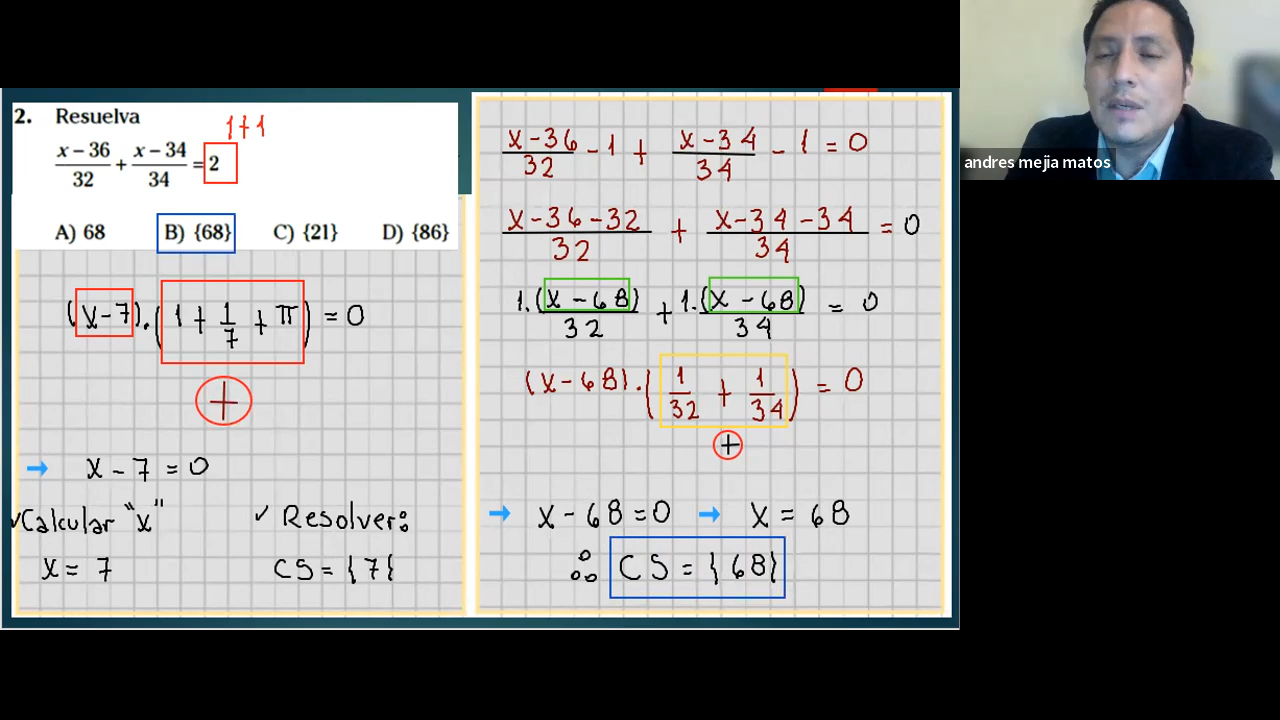 2. Resuelva
1+1
x − 36/32 + x − 34/34 = 2
A) 68 B) {68} C) {21} D) {86}
(x-7).(1 + 1/7 + π) = 0
+
→ x - 7 = 0
✓Calcular "x" ✓ Resolver:
x = 7 CS = {7}
x-36/32 - 1 + x-34/34 - 1 = 0
x-36-32/32 + x-34-34/34 = 0
1.(x-68)/32 + 1.(x-68)/34 = 0
(x-68).(1/32 + 1/34) = 0
+
→ x - 68 = 0 → x = 68
∴ CS = {68}
andres mejia matos